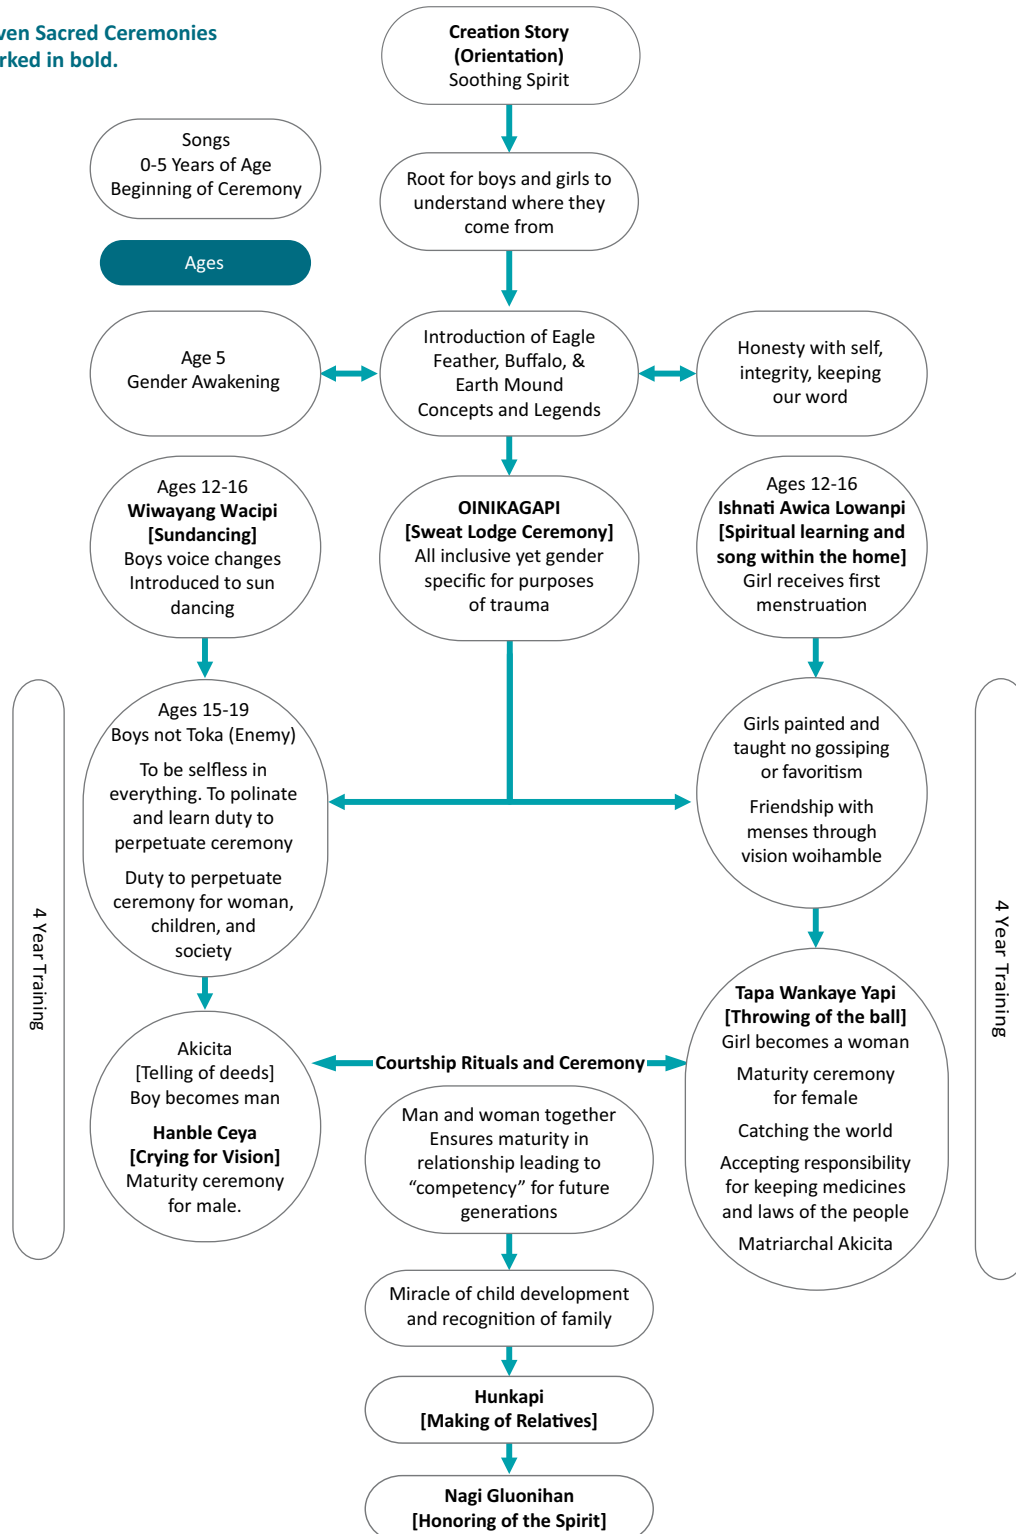 ven Sacred Ceremonies
rked in bold.
Creation Story
(Orientation)
Soothing Spirit
Songs
0-5 Years of Age
Beginning of Ceremony
Root for boys and girls to
understand where they
come from
Ages
Age 5
Gender Awakening
Introduction of Eagle
Feather, Buffalo, &
Earth Mound
Concepts and Legends
Honesty with self,
integrity, keeping
our word
Ages 12-16
Wiwayang Wacipi
[Sundancing]
Boys voice changes
Introduced to sun
dancing
OINIKAGAPI
[Sweat Lodge Ceremony]
All inclusive yet gender
specific for purposes
of trauma
Ages 12-16
Ishnati Awica Lowanpi
[Spiritual learning and
song within the home]
Girl receives first
menstruation
4 Year Training
Ages 15-19
Boys not Toka (Enemy)
To be selfless in
everything. To polinate
and learn duty to
perpetuate ceremony
Duty to perpetuate
ceremony for woman,
children, and
society
Girls painted and
taught no gossiping
or favoritism
Friendship with
menses through
vision woihamble
4 Year Training
Akicita
[Telling of deeds]
Boy becomes man
Hanble Ceya
[Crying for Vision]
Maturity ceremony
for male.
Courtship Rituals and Ceremony
Tapa Wankaye Yapi
[Throwing of the ball]
Girl becomes a woman
Maturity ceremony
for female
Catching the world
Accepting responsibility
for keeping medicines
and laws of the people
Matriarchal Akicita
Man and woman together
Ensures maturity in
relationship leading to
“competency” for future
generations
Miracle of child development
and recognition of family
Hunkapi
[Making of Relatives]
Nagi Gluonihan
[Honoring of the Spirit]